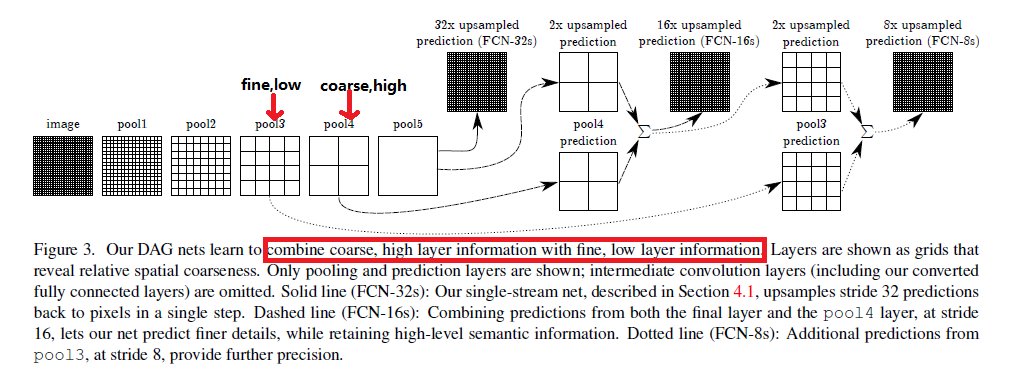 32x upsampled
prediction (FCN-32s)
2x upsampled
prediction
16x upsampled
prediction (FCN-16s)
2x upsampled
prediction
8x upsampled
prediction (FCN-8s)
fine,low
coarse,high
image
pool1
pool2
pool3
pool4
pool5
pool4
prediction
Σ
pool3
prediction
Σ
Figure 3. Our DAG nets learn to combine coarse, high layer information with fine, low layer information. Layers are shown as grids that
reveal relative spatial coarseness. Only pooling and prediction layers are shown; intermediate convolution layers (including our converted
fully connected layers) are omitted. Solid line (FCN-32s): Our single-stream net, described in Section 4.1, upsamples stride 32 predictions
back to pixels in a single step. Dashed line (FCN-16s): Combining predictions from both the final layer and the pool4 layer, at stride
16, lets our net predict finer details, while retaining high-level semantic information. Dotted line (FCN-8s): Additional predictions from
pool3, at stride 8, provide further precision.